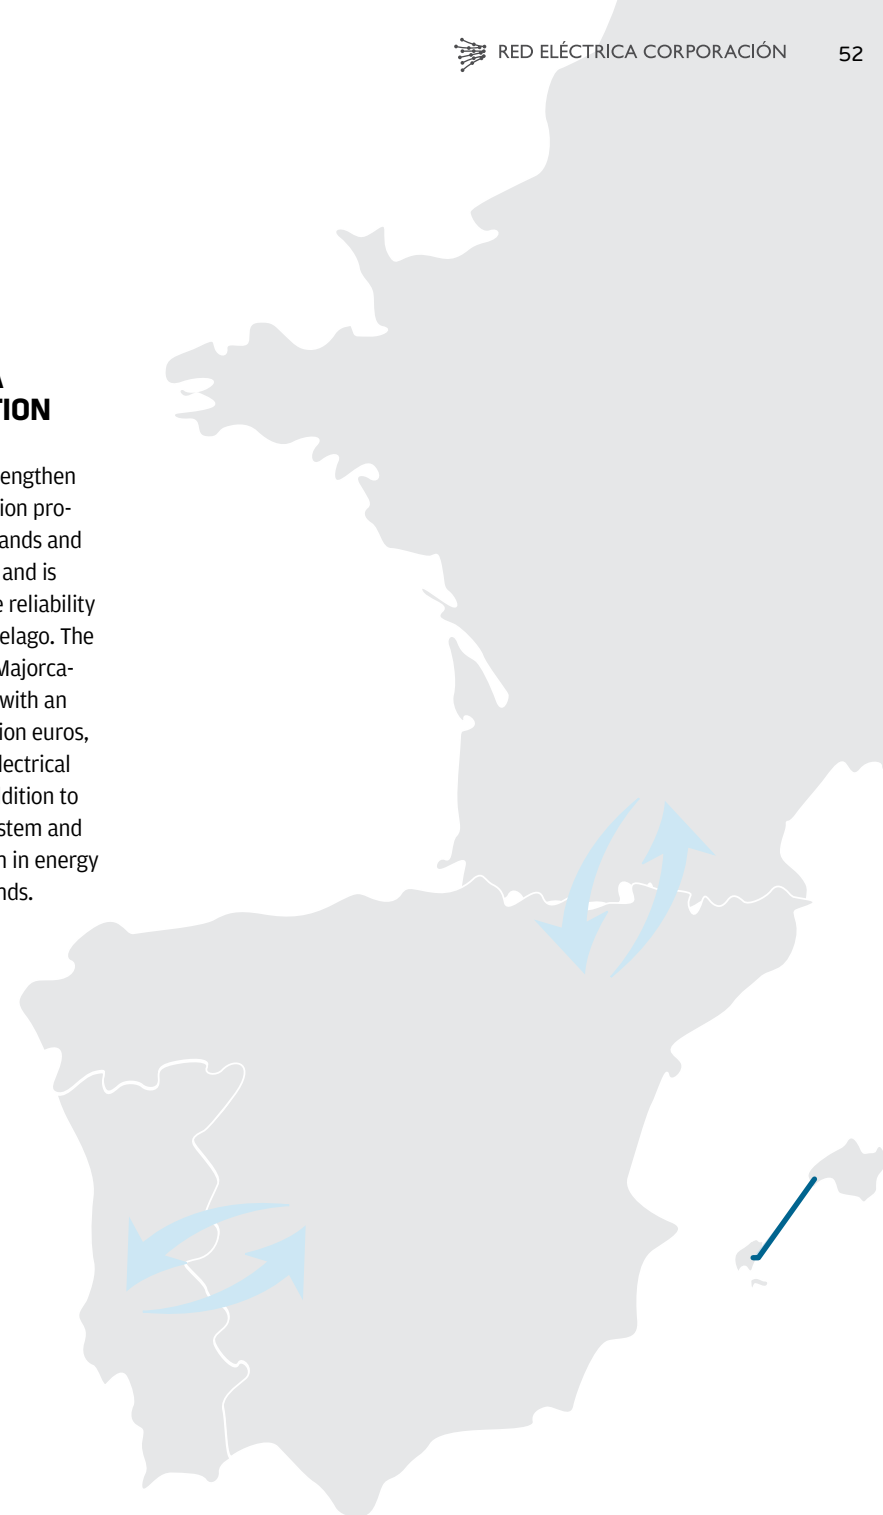 RED ELÉCTRICA CORPORACIÓN 52
A
TION
engthen
ion pro-
ands and
and is
e reliability
elago. The
Majorca-
with an
ion euros,
lectrical
dition to
stem and
n in energy
nds.